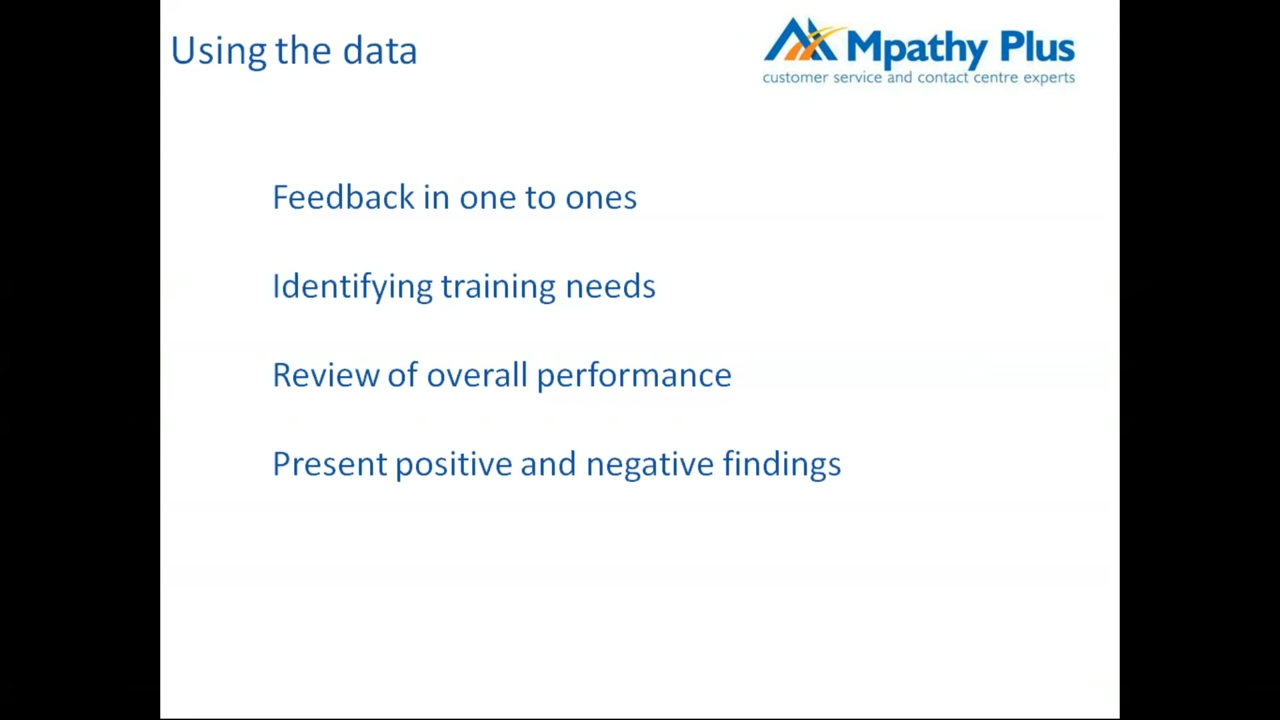 Using the data
Mpathy Plus
customer service and contact centre experts
Feedback in one to ones
Identifying training needs
Review of overall performance
Present positive and negative findings